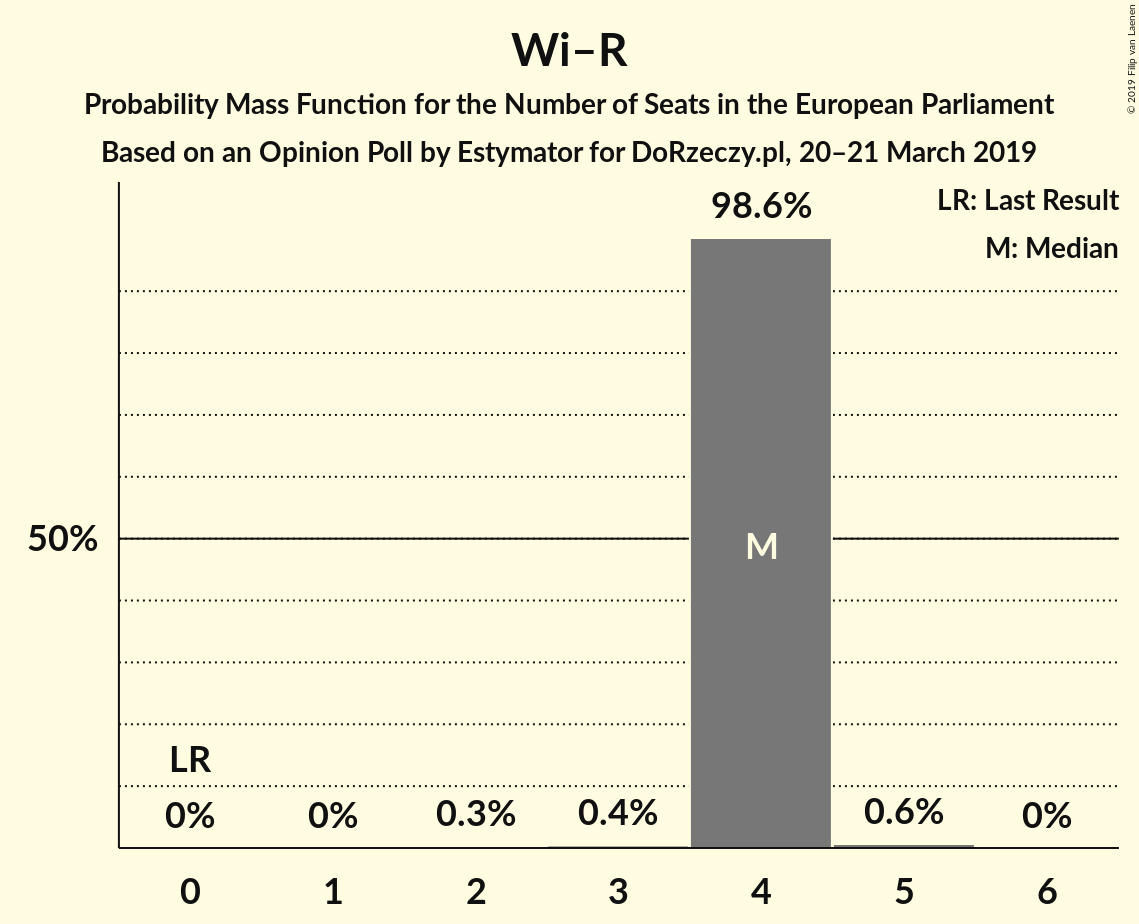 Wi–R
Probability Mass Function for the Number of Seats in the European Parliament
Based on an Opinion Poll by Estymator for DoRzeczy.pl, 20–21 March 2019
© 2019 Filip van Laenen
LR: Last Result
M: Median
98.6%
50%
M
LR
0% 0% 0.3% 0.4% 0.6% 0%
0 1 2 3 4 5 6